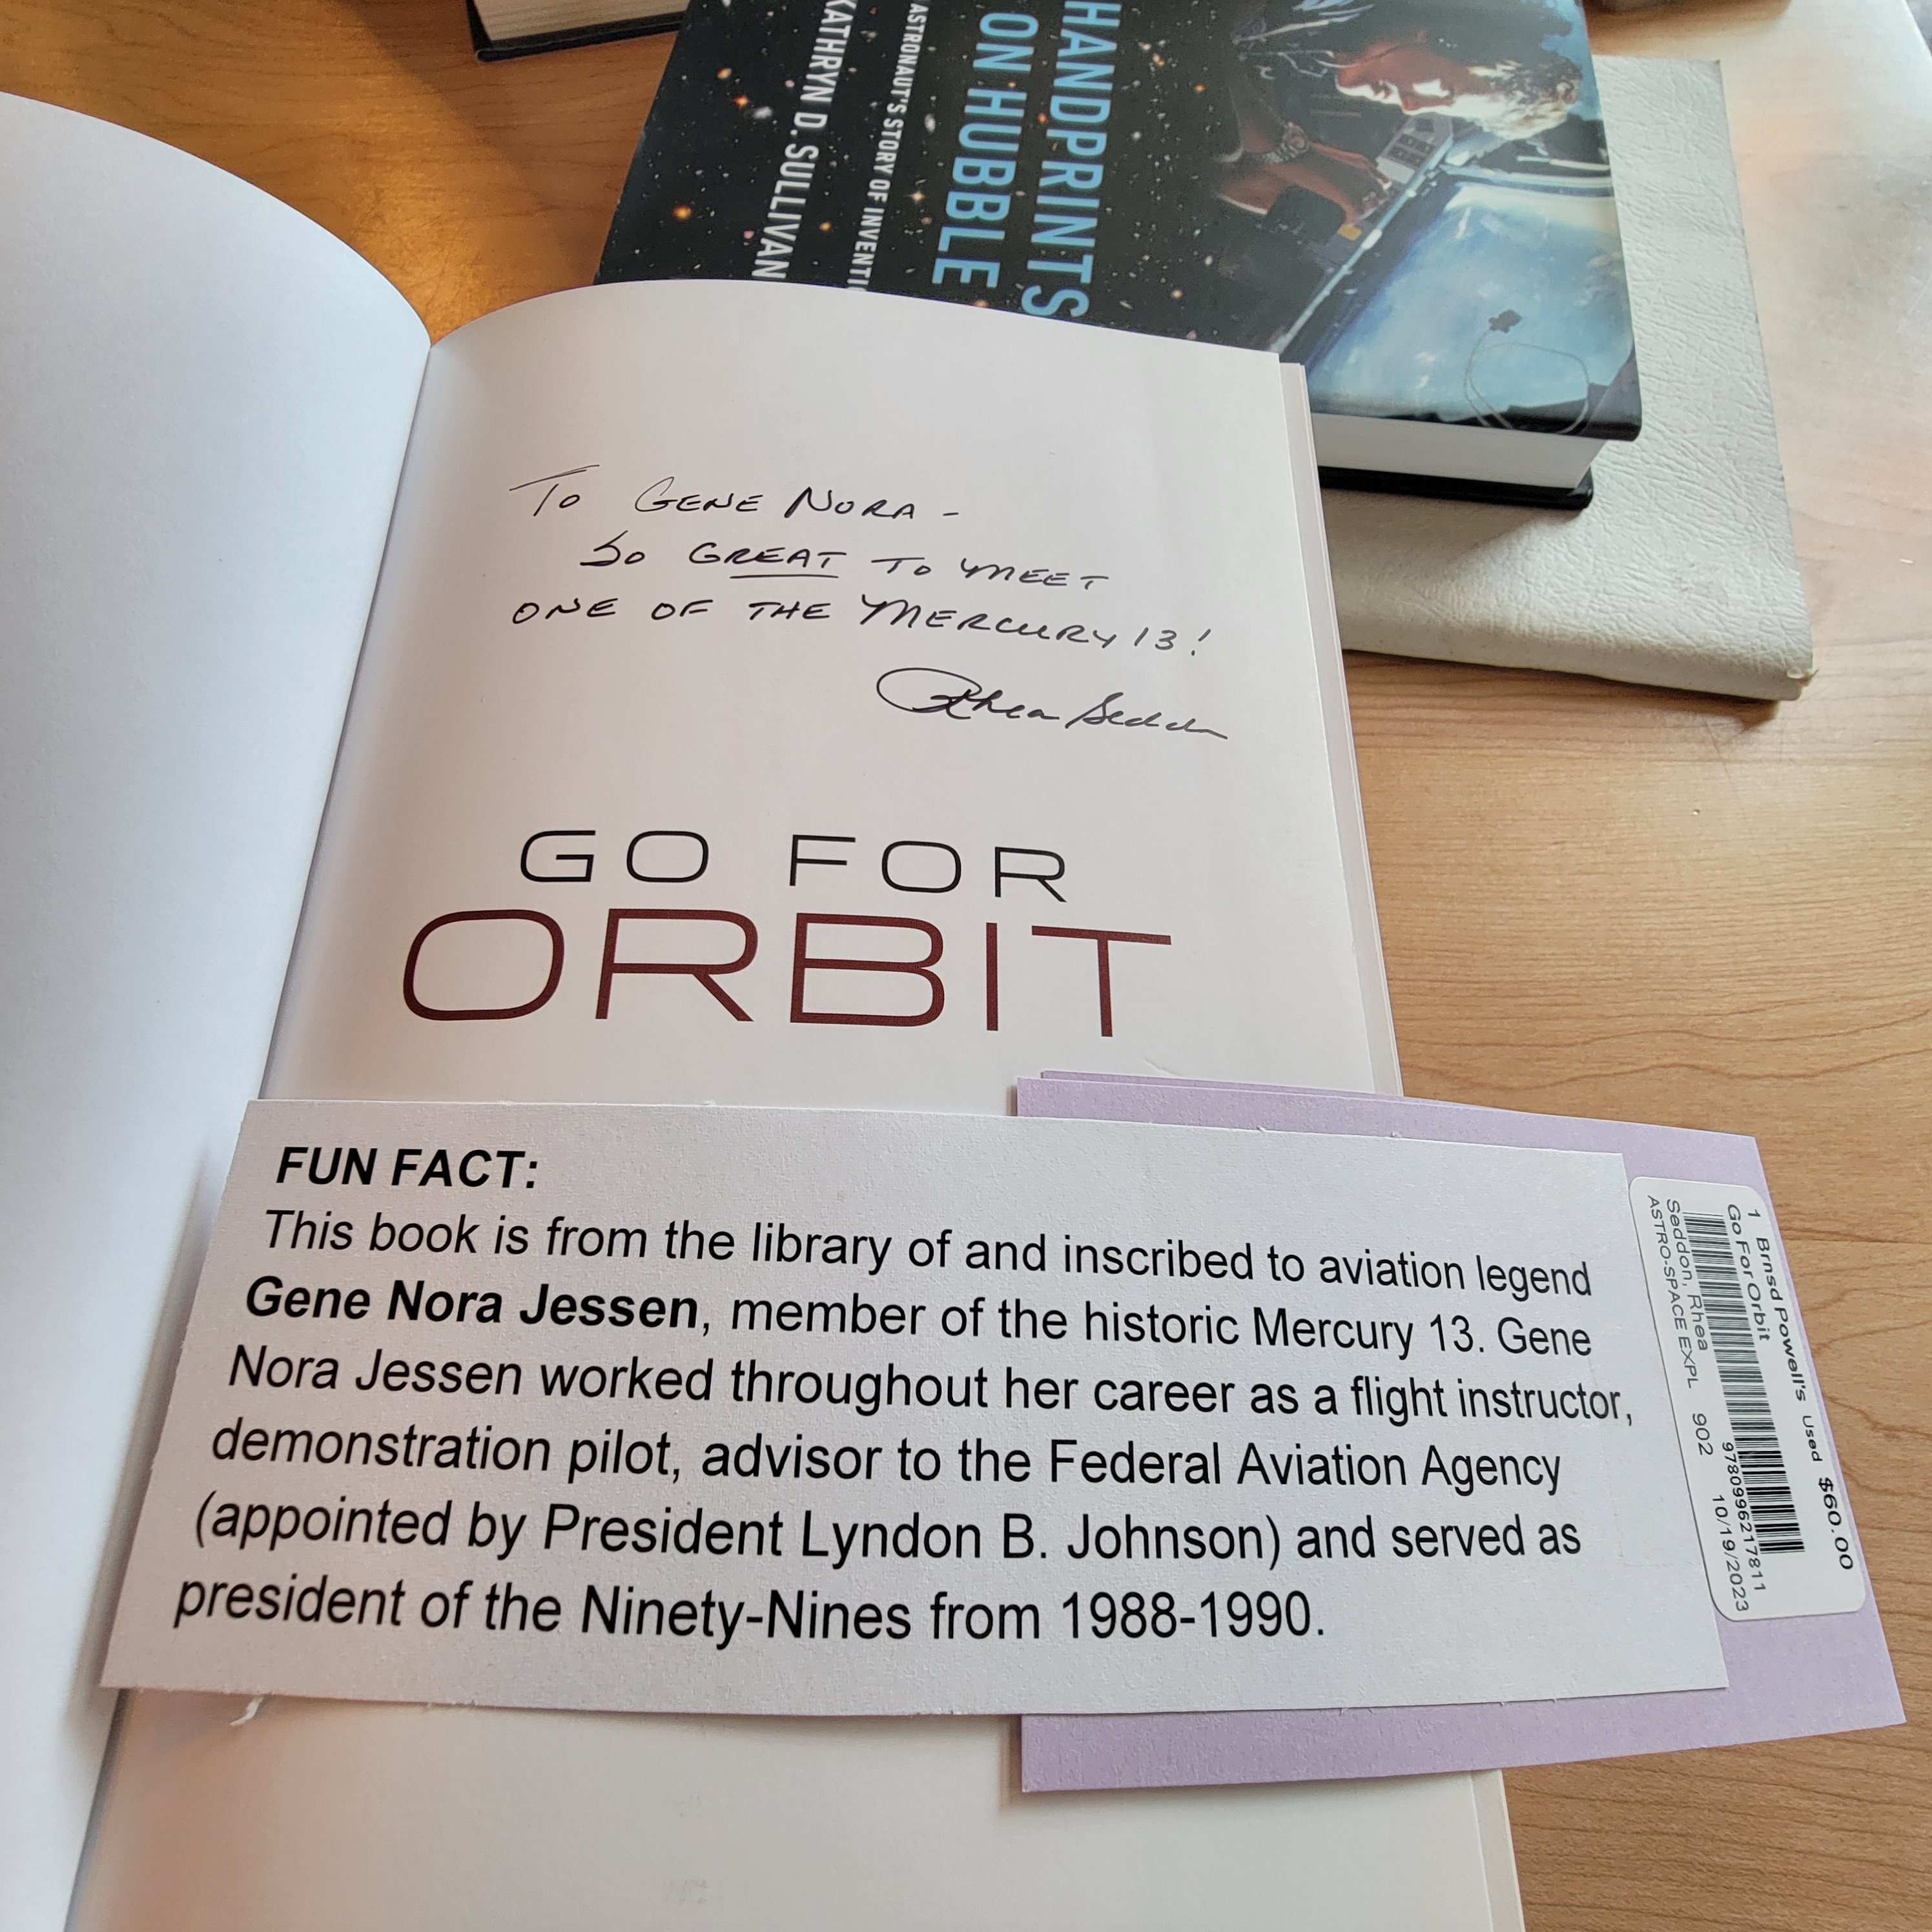 HANDPRINTS
ON HUBBLE
ASTRONAUT'S STORY OF
KATHRYN D. SULLIVAN
To GENE NORA -
So GREAT TO MEET
ONE OF THE MERCURY 13!
Rhea Seddon
GO FOR
ORBIT
FUN FACT:
This book is from the library of and inscribed to aviation legend
Gene Nora Jessen, member of the historic Mercury 13. Gene
Nora Jessen worked throughout her career as a flight instructor,
demonstration pilot, advisor to the Federal Aviation Agency
(appointed by President Lyndon B. Johnson) and served as
president of the Ninety-Nines from 1988-1990.
1 Brnsd Powell's Used $60.00
Go For Orbit
9780996217811
Seddon, Rhea
ASTRO-SPACE EXPL 902 10/19/2023